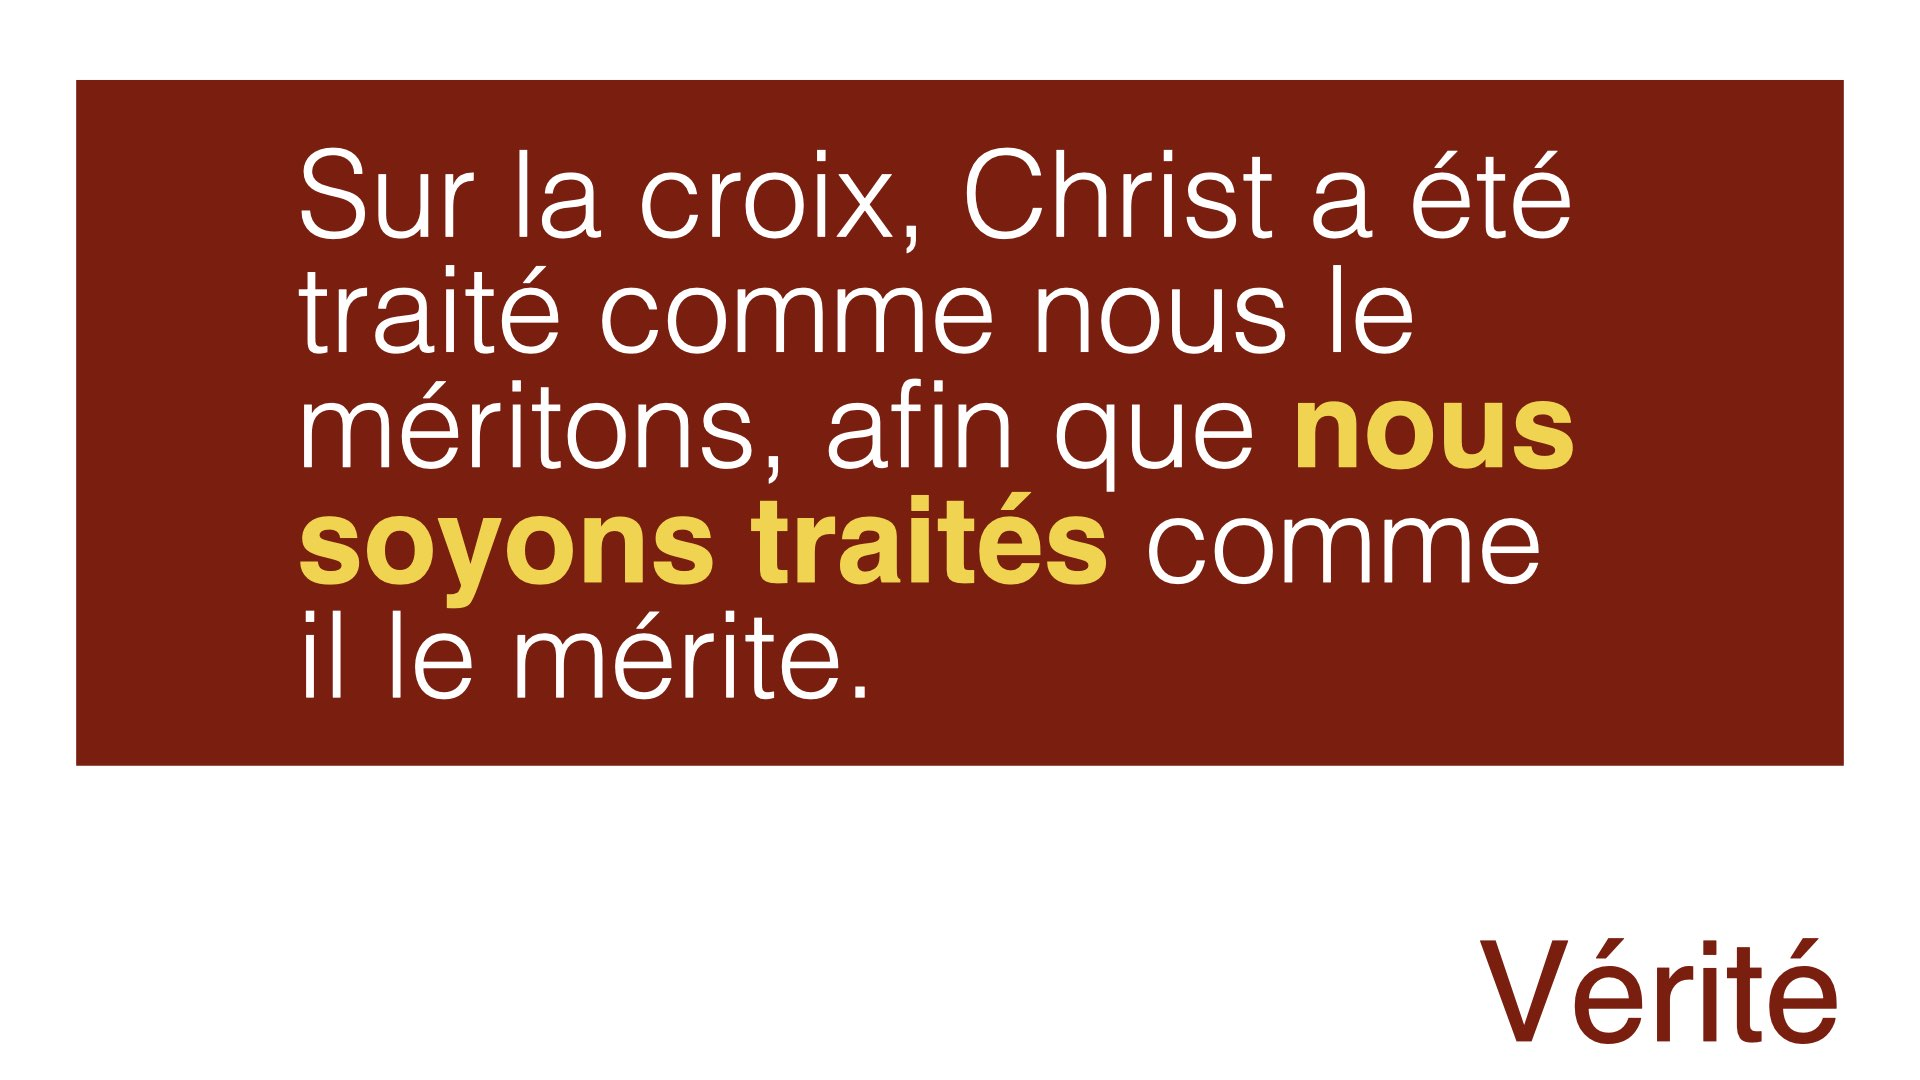 Sur la croix, Christ a été
traité comme nous le
méritons, afin que nous
soyons traités comme
il le mérite.
Vérité